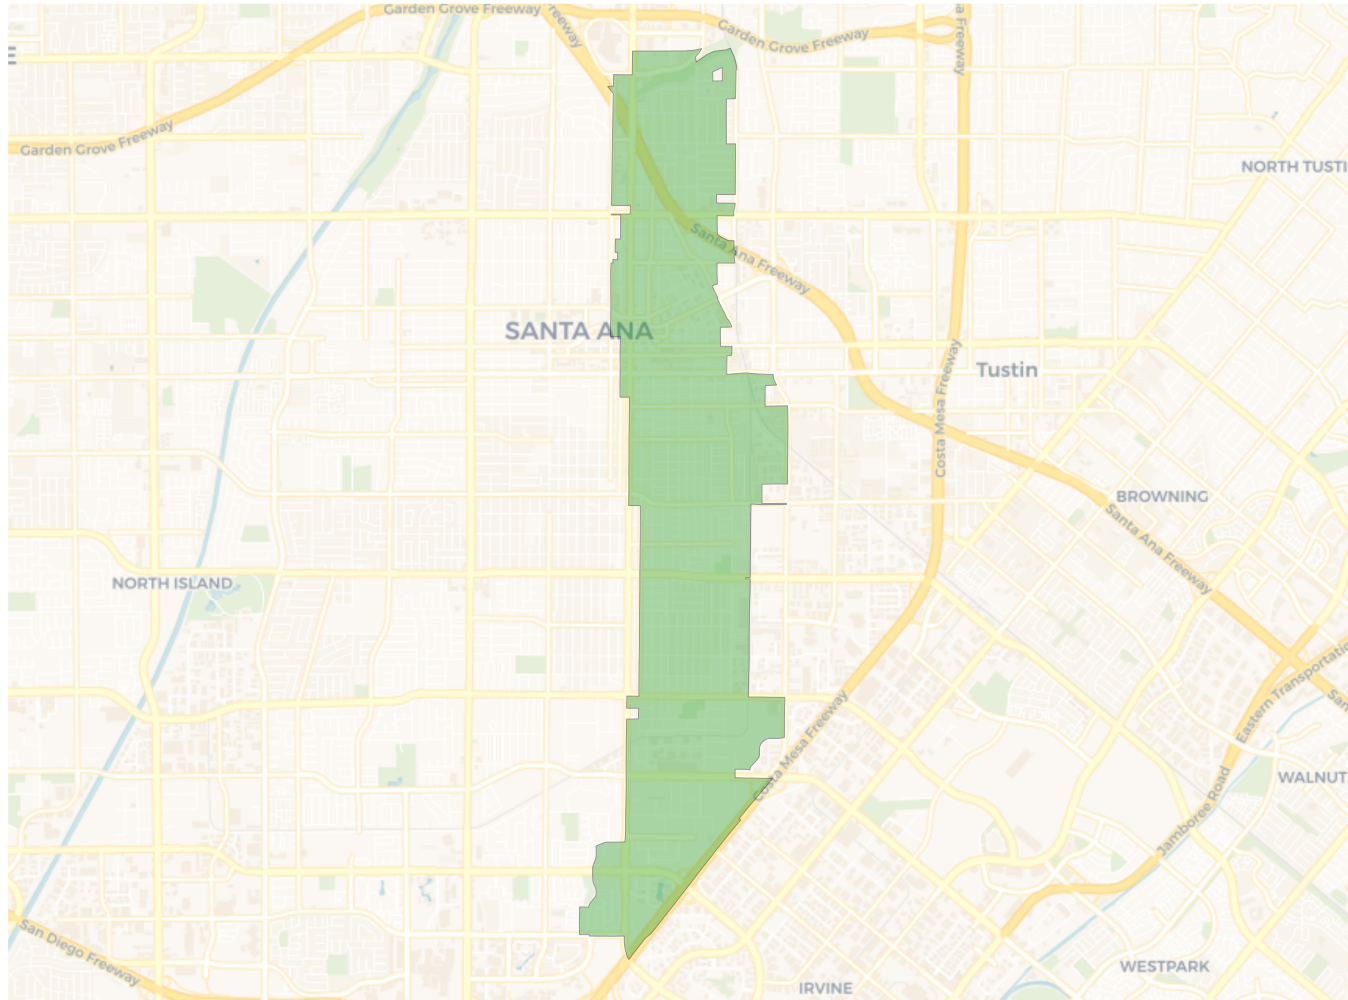 Garden Grove Freeway
Freeway
Garden Grove Freeway
a Freeway
E
Garden Grove Freeway
NORTH TUSTI
Santa Ana Freeway
SANTA ANA
Tustin
Costa Mesa Freeway
BROWNING
Santa Ana Freeway
NORTH ISLAND
Eastern Transportatio
San
Costa Mesa Freeway
WALNUT
Jamboree Road
San Diego Freeway
WESTPARK
IRVINE